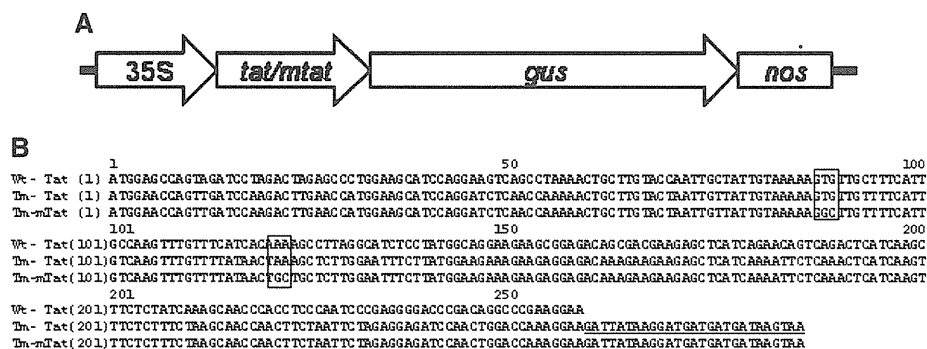 A
35S tat/mtat gus nos
B
1 50 100
Wt- Tat (1) ATGGAGCCAGTAGATCCTAGACTAGAGCCCTGGAAGCATCCAGGAAGTCAGCCTAAAACTGCTTGTACCAATTGCTATTGTAAAAAGTGTTGCTTTCATT
Tm- Tat (1) ATGGAACCAGTTGATCCAAGACTTGAACCATGGAAGCATCCAGGATCTCAACCAAAAACTGCTTGTACTAATTGTTATTGTAAAAAGTGTTGTTTTCATT
Tm-mTat (1) ATGGAACCAGTTGATCCAAGACTTGAACCATGGAAGCATCCAGGATCTCAACCAAAAACTGCTTGTACTAATTGTTATTGTAAAAAGGCTTGTTTTCATT
101 150 200
Wt- Tat(101) GCCAAGTTTGTTTCATCACAAAAGCCTTAGGCATCTCCTATGGCAGGAAGAAGCGGAGACAGCGACGAAGAGCTCATCAGAACAGTCAGACTCATCAAGC
Tm- Tat(101) GTCAAGTTTGTTTTATAACTAAAGCTCTTGGAATTTCTTATGGAAGAAAGAAGAGGAGACAAAGAAGAAGAGCTCATCAAAATTCTCAAACTCATCAAGT
Tm-mTat(101) GTCAAGTTTGTTTTATAACTGCTGCTCTTGGAATTTCTTATGGAAGAAAGAAGAGGAGACAAAGAAGAAGAGCTCATCAAAATTCTCAAACTCATCAAGT
201 250
Wt- Tat(201) TTCTCTATCAAAGCAACCCACCTCCCAATCCCGAGGGGACCCGACAGGCCCGAAGGAA
Tm- Tat(201) TTCTCTTTCTAAGCAACCAACTTCTAATTCTAGAGGAGATCCAACTGGACCAAAGGAAGATTATAAGGATGATGATGATAAGTAA
Tm-mTat(201) TTCTCTTTCTAAGCAACCAACTTCTAATTCTAGAGGAGATCCAACTGGACCAAAGGAAGATTATAAGGATGATGATGATAAGTAA